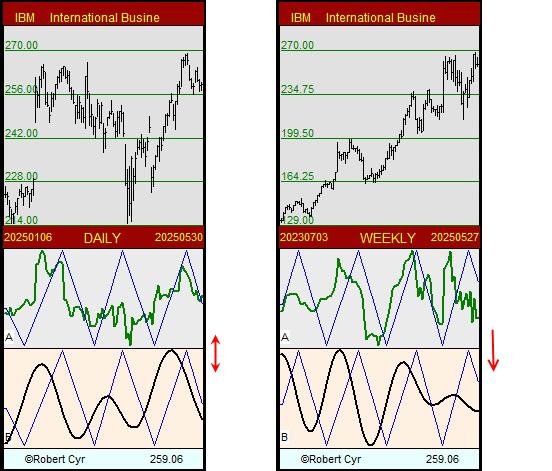 IBM International Busine
270.00
256.00
242.00
228.00
214.00
20250106 DAILY 20250530
A
B
©Robert Cyr 259.06
IBM International Busine
270.00
234.75
199.50
164.25
129.00
20230703 WEEKLY 20250527
A
B
©Robert Cyr 259.06